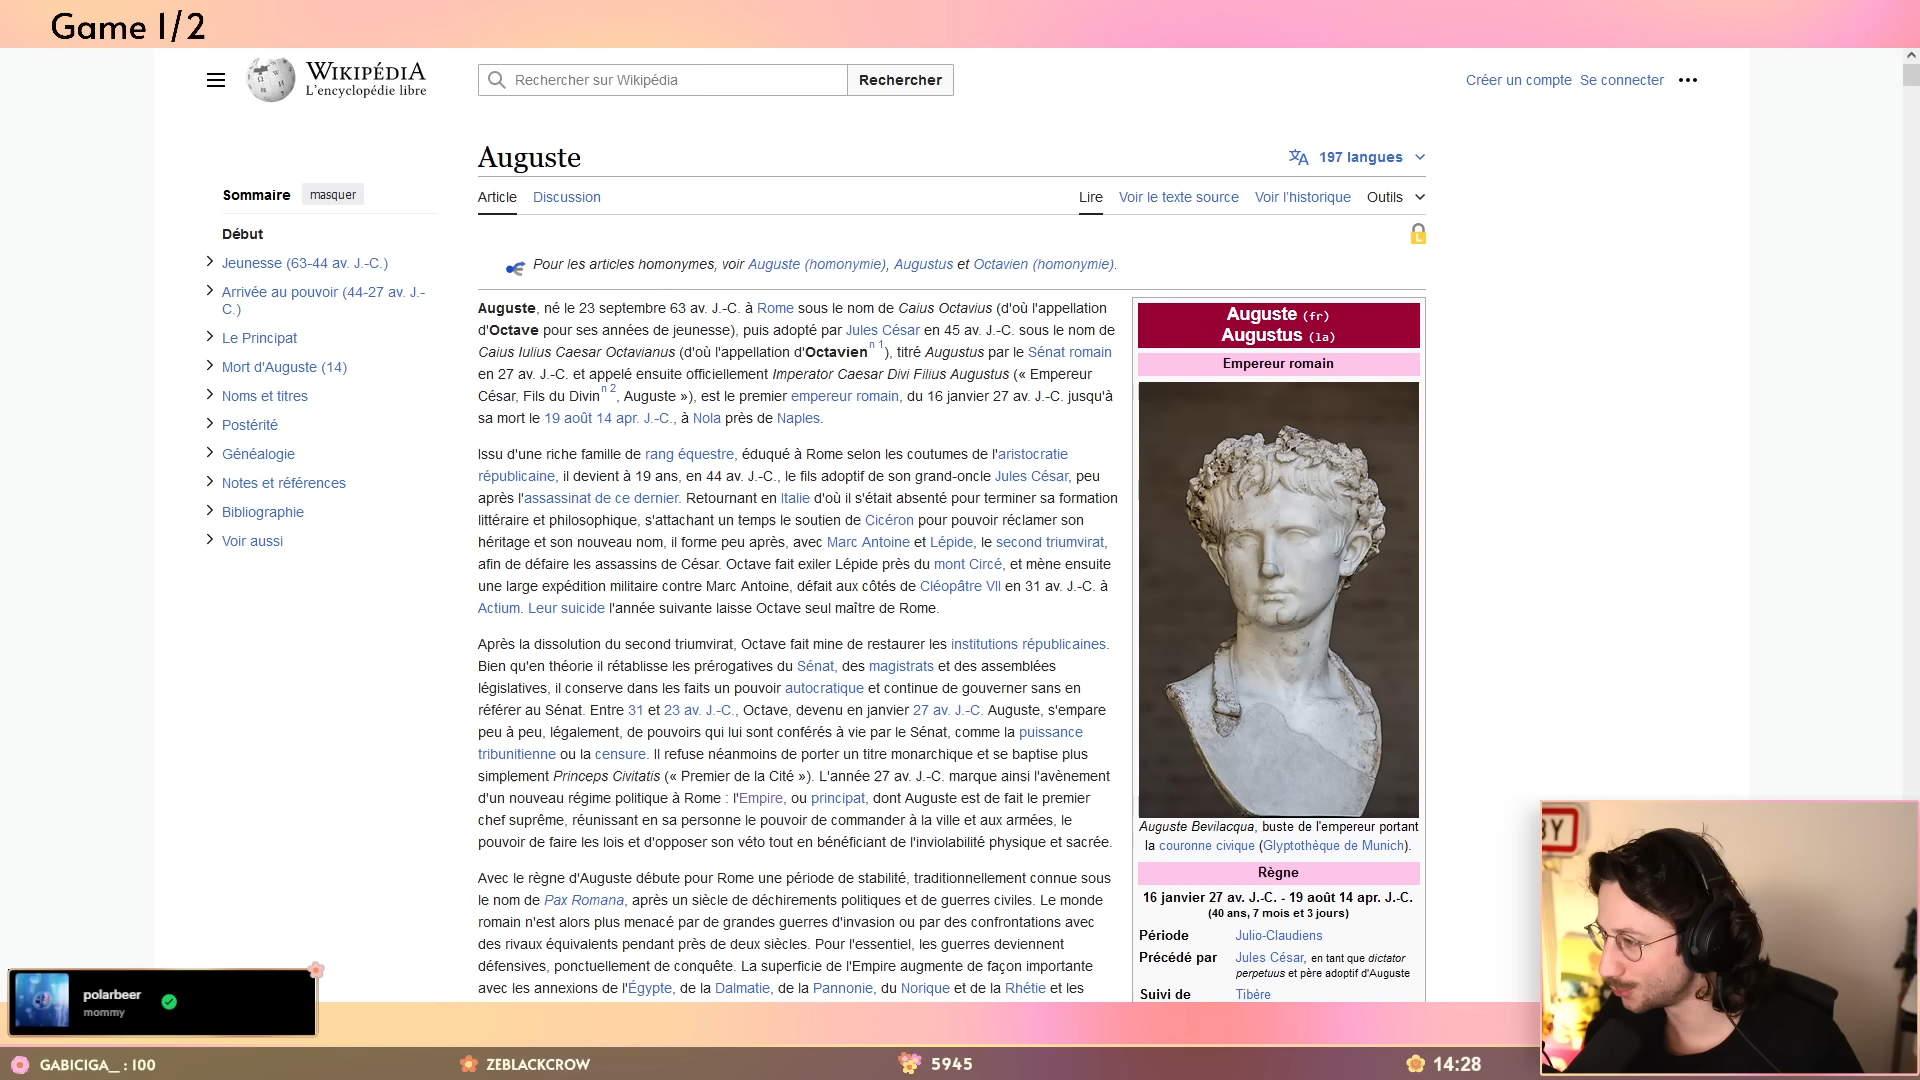 Game 1/2
WIKIPÉDIA
L'encyclopédie libre
Rechercher sur Wikipédia
Rechercher
Créer un compte Se connecter
Auguste
197 langues
Article Discussion
Lire Voir le texte source Voir l'historique Outils
Sommaire masquer
Début
Jeunesse (63-44 av. J.-C.)
Arrivée au pouvoir (44-27 av. J.-
C.)
Le Principat
Mort d'Auguste (14)
Noms et titres
Postérité
Généalogie
Notes et références
Bibliographie
Voir aussi
L
Pour les articles homonymes, voir Auguste (homonymie), Augustus et Octavien (homonymie).
Auguste, né le 23 septembre 63 av. J.-C. à Rome sous le nom de Caius Octavius (d'où l'appellation
d'Octave pour ses années de jeunesse), puis adopté par Jules César en 45 av. J.-C. sous le nom de
Caius Iulius Caesar Octavianus (d'où l'appellation d'Octavien n 1), titré Augustus par le Sénat romain
en 27 av. J.-C. et appelé ensuite officiellement Imperator Caesar Divi Filius Augustus (« Empereur
César, Fils du Divin n 2, Auguste »), est le premier empereur romain, du 16 janvier 27 av. J.-C. jusqu'à
sa mort le 19 août 14 apr. J.-C., à Nola près de Naples.
Issu d'une riche famille de rang équestre, éduqué à Rome selon les coutumes de l'aristocratie
républicaine, il devient à 19 ans, en 44 av. J.-C., le fils adoptif de son grand-oncle Jules César, peu
après l'assassinat de ce dernier. Retournant en Italie d'où il s'était absenté pour terminer sa formation
littéraire et philosophique, s'attachant un temps le soutien de Cicéron pour pouvoir réclamer son
héritage et son nouveau nom, il forme peu après, avec Marc Antoine et Lépide, le second triumvirat,
afin de défaire les assassins de César. Octave fait exiler Lépide près du mont Circé, et mène ensuite
une large expédition militaire contre Marc Antoine, défait aux côtés de Cléopâtre VII en 31 av. J.-C. à
Actium. Leur suicide l'année suivante laisse Octave seul maître de Rome.
Après la dissolution du second triumvirat, Octave fait mine de restaurer les institutions républicaines.
Bien qu'en théorie il rétablisse les prérogatives du Sénat, des magistrats et des assemblées
législatives, il conserve dans les faits un pouvoir autocratique et continue de gouverner sans en
référer au Sénat. Entre 31 et 23 av. J.-C., Octave, devenu en janvier 27 av. J.-C. Auguste, s'empare
peu à peu, légalement, de pouvoirs qui lui sont conférés à vie par le Sénat, comme la puissance
tribunitienne ou la censure. Il refuse néanmoins de porter un titre monarchique et se baptise plus
simplement Princeps Civitatis (« Premier de la Cité »). L'année 27 av. J.-C. marque ainsi l'avènement
d'un nouveau régime politique à Rome : l'Empire, ou principat, dont Auguste est de fait le premier
chef suprême, réunissant en sa personne le pouvoir de commander à la ville et aux armées, le
pouvoir de faire les lois et d'opposer son véto tout en bénéficiant de l'inviolabilité physique et sacrée.
Avec le règne d'Auguste débute pour Rome une période de stabilité, traditionnellement connue sous
le nom de Pax Romana, après un siècle de déchirements politiques et de guerres civiles. Le monde
romain n'est alors plus menacé par de grandes guerres d'invasion ou par des confrontations avec
des rivaux équivalents pendant près de deux siècles. Pour l'essentiel, les guerres deviennent
défensives, ponctuellement de conquête. La superficie de l'Empire augmente de façon importante
avec les annexions de l'Égypte, de la Dalmatie, de la Pannonie, du Norique et de la Rhétie et les
Auguste (fr)
Augustus (la)
Empereur romain
Auguste Bevilacqua, buste de l'empereur portant
la couronne civique (Glyptothèque de Munich).
Règne
16 janvier 27 av. J.-C. - 19 août 14 apr. J.-C.
(40 ans, 7 mois et 3 jours)
Période Julio-Claudiens
Précédé par Jules César, en tant que dictator
perpetuus et père adoptif d'Auguste
Suivi de Tibère
BY
polarbeer
mommy
GABICIGA_ : 100
ZEBLACKCROW
5945
14:28